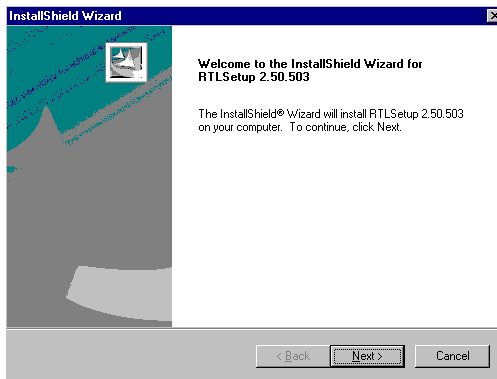 InstallShield Wizard
Welcome to the InstallShield Wizard for
RTLSetup 2.50.503
The InstallShield® Wizard will install RTLSetup 2.50.503
on your computer. To continue, click Next.
< Back
Next >
Cancel